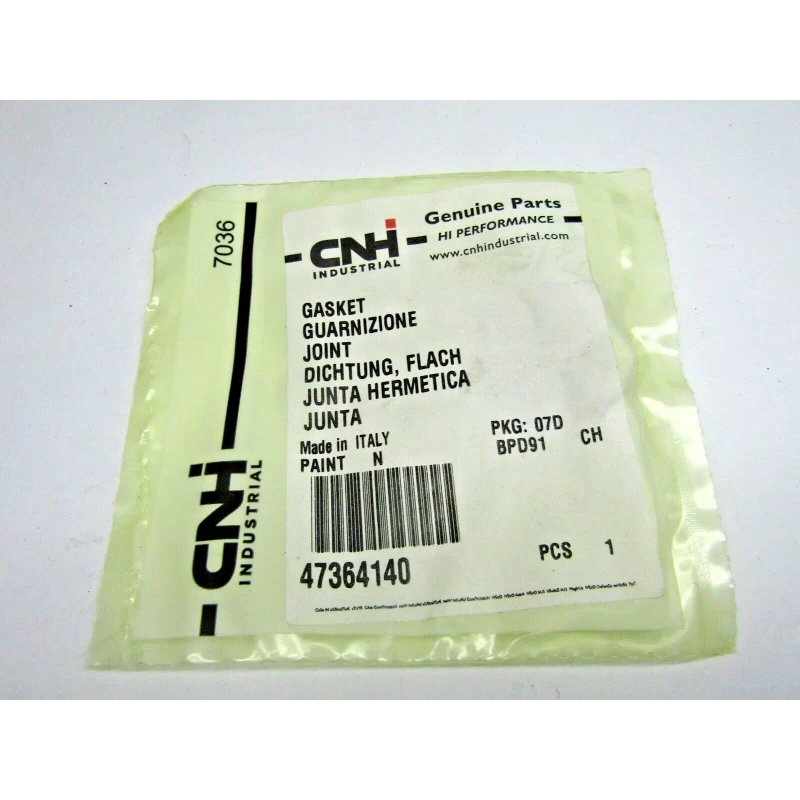 7036
CNH
INDUSTRIAL
CNH
INDUSTRIAL
Genuine Parts
HI PERFORMANCE
www.cnhindustrial.com
GASKET
GUARNIZIONE
JOINT
DICHTUNG, FLACH
JUNTA HERMETICA
JUNTA
Made in ITALY
PKG: 07D
PAINT N
BPD91 CH
47364140
PCS 1